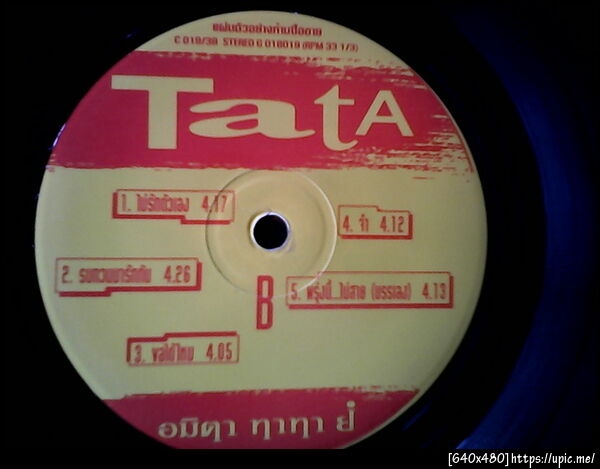 แผ่นตัวอย่างห้ามซื้อขาย
C 018/38 STEREO G 018019 (RPM 33 1/3)
TatA
1. ไม่รักตัวเอง 4.17
2. รบกวนมารักกัน 4.26
3. ขอได้ไหม 4.05
4. จำ 4.12
5. พรุ่งนี้...ไม่สาย (บรรเลง) 4.13
B
อมิตา ทาทา ยัง
[640x480]https://upic.me/